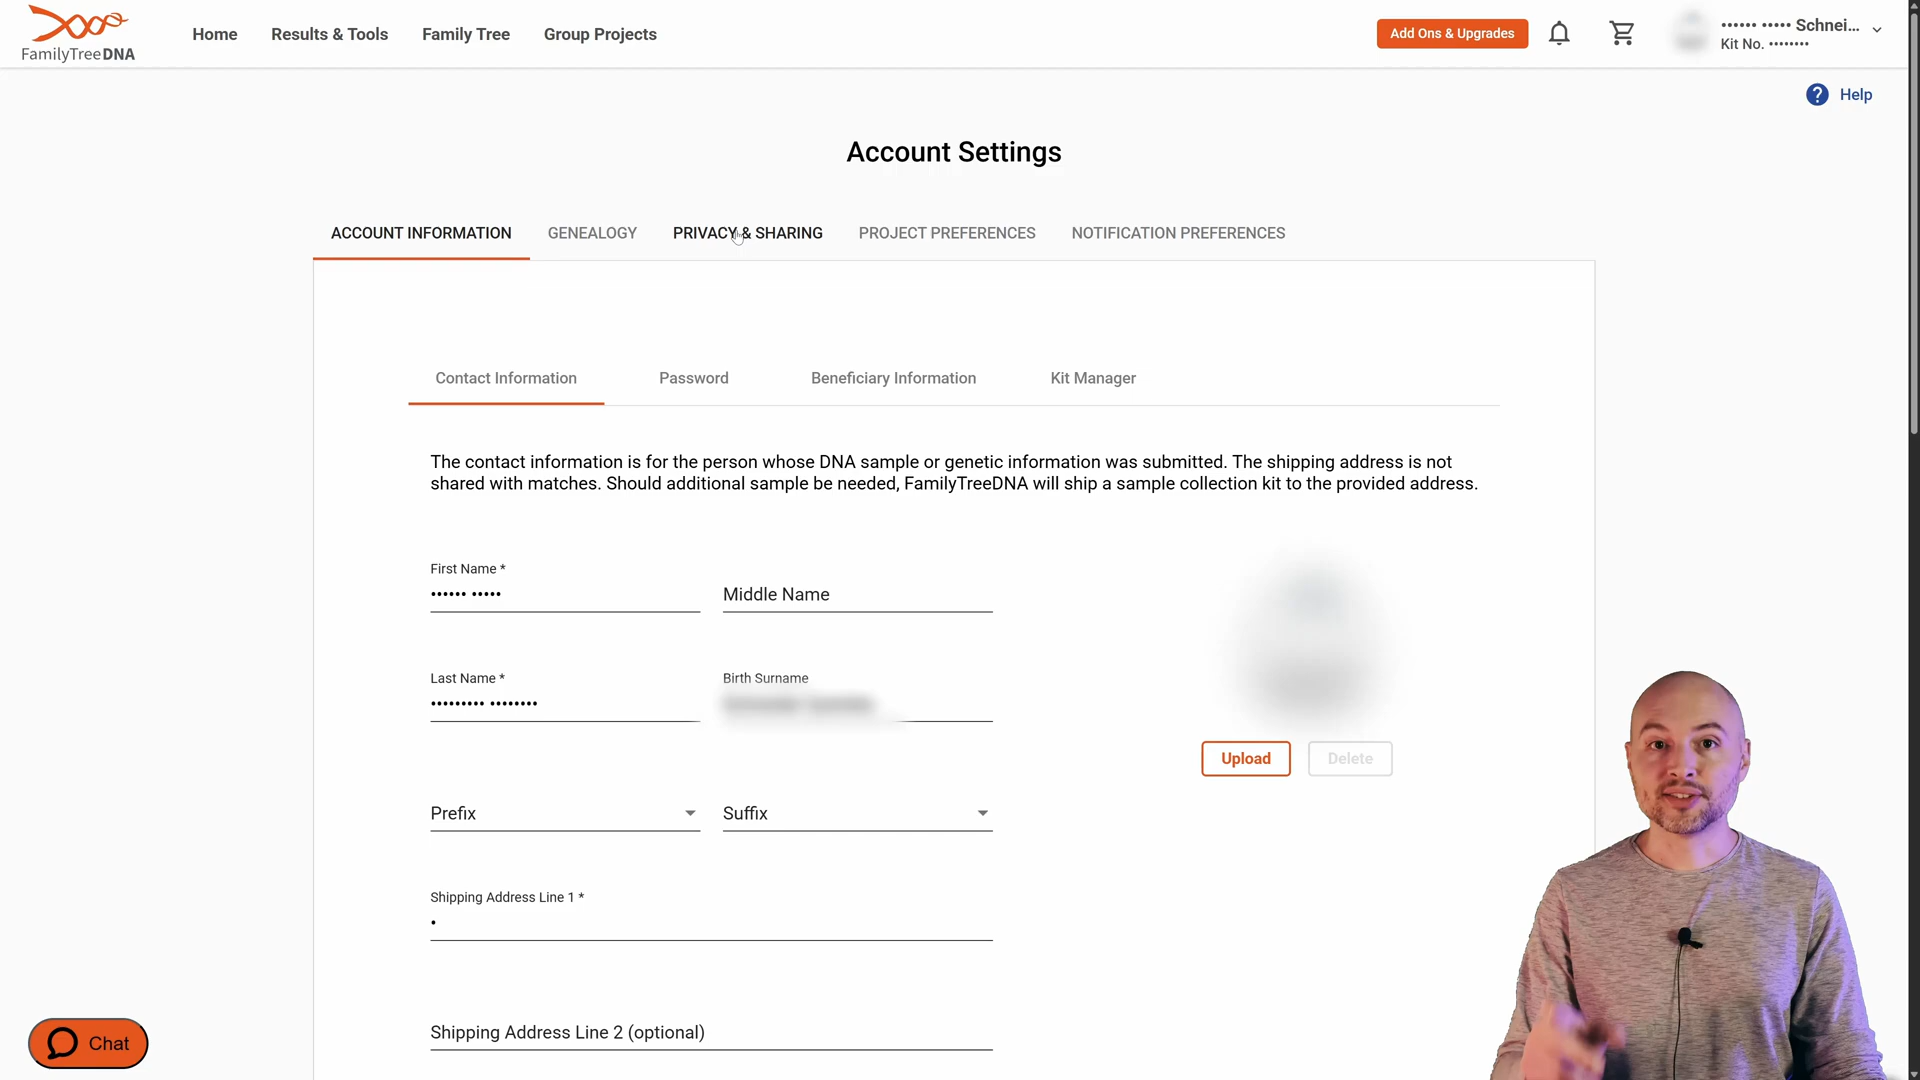 FamilyTreeDNA
Home
Results & Tools
Family Tree
Group Projects
Add Ons & Upgrades
•••••• ••••• Schnei...
Kit No. ••••••••
? Help
Account Settings
ACCOUNT INFORMATION
GENEALOGY
PRIVACY & SHARING
PROJECT PREFERENCES
NOTIFICATION PREFERENCES
Contact Information
Password
Beneficiary Information
Kit Manager
The contact information is for the person whose DNA sample or genetic information was submitted. The shipping address is not
shared with matches. Should additional sample be needed, FamilyTreeDNA will ship a sample collection kit to the provided address.
First Name *
•••••• •••••
Middle Name
Last Name *
••••••••• ••••••••
Birth Surname
Upload
Delete
Prefix
Suffix
Shipping Address Line 1 *
•
Shipping Address Line 2 (optional)
Chat